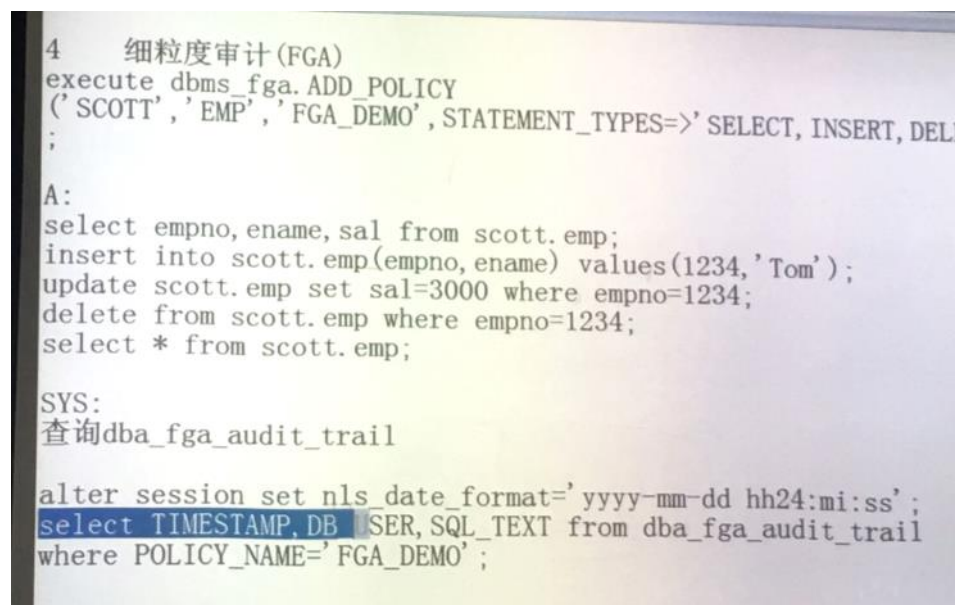 4 细粒度审计(FGA)
execute dbms_fga.ADD_POLICY
('SCOTT','EMP','FGA_DEMO',STATEMENT_TYPES=>'SELECT,INSERT,DEL
;
A:
select empno,ename,sal from scott.emp;
insert into scott.emp(empno,ename) values(1234,'Tom');
update scott.emp set sal=3000 where empno=1234;
delete from scott.emp where empno=1234;
select * from scott.emp;
SYS:
查询dba_fga_audit_trail
alter session set nls_date_format='yyyy-mm-dd hh24:mi:ss';
select TIMESTAMP,DB_USER,SQL_TEXT from dba_fga_audit_trail
where POLICY_NAME='FGA_DEMO';